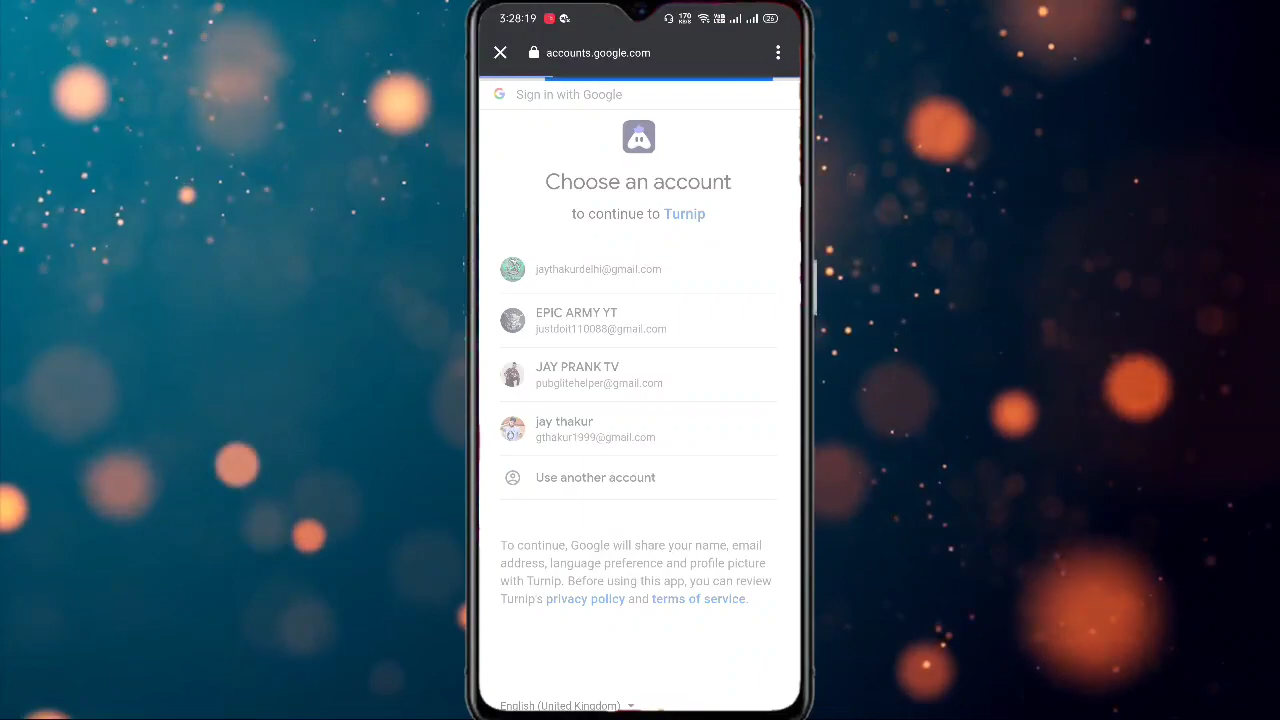 3:28:19
170
KB/S
26
accounts.google.com
Sign in with Google
Choose an account
to continue to Turnip
jaythakurdelhi@gmail.com
EPIC ARMY YT
justdoit110088@gmail.com
JAY PRANK TV
pubglitehelper@gmail.com
jay thakur
gthakur1999@gmail.com
Use another account
To continue, Google will share your name, email
address, language preference and profile picture
with Turnip. Before using this app, you can review
Turnip's privacy policy and terms of service.
English (United Kingdom)